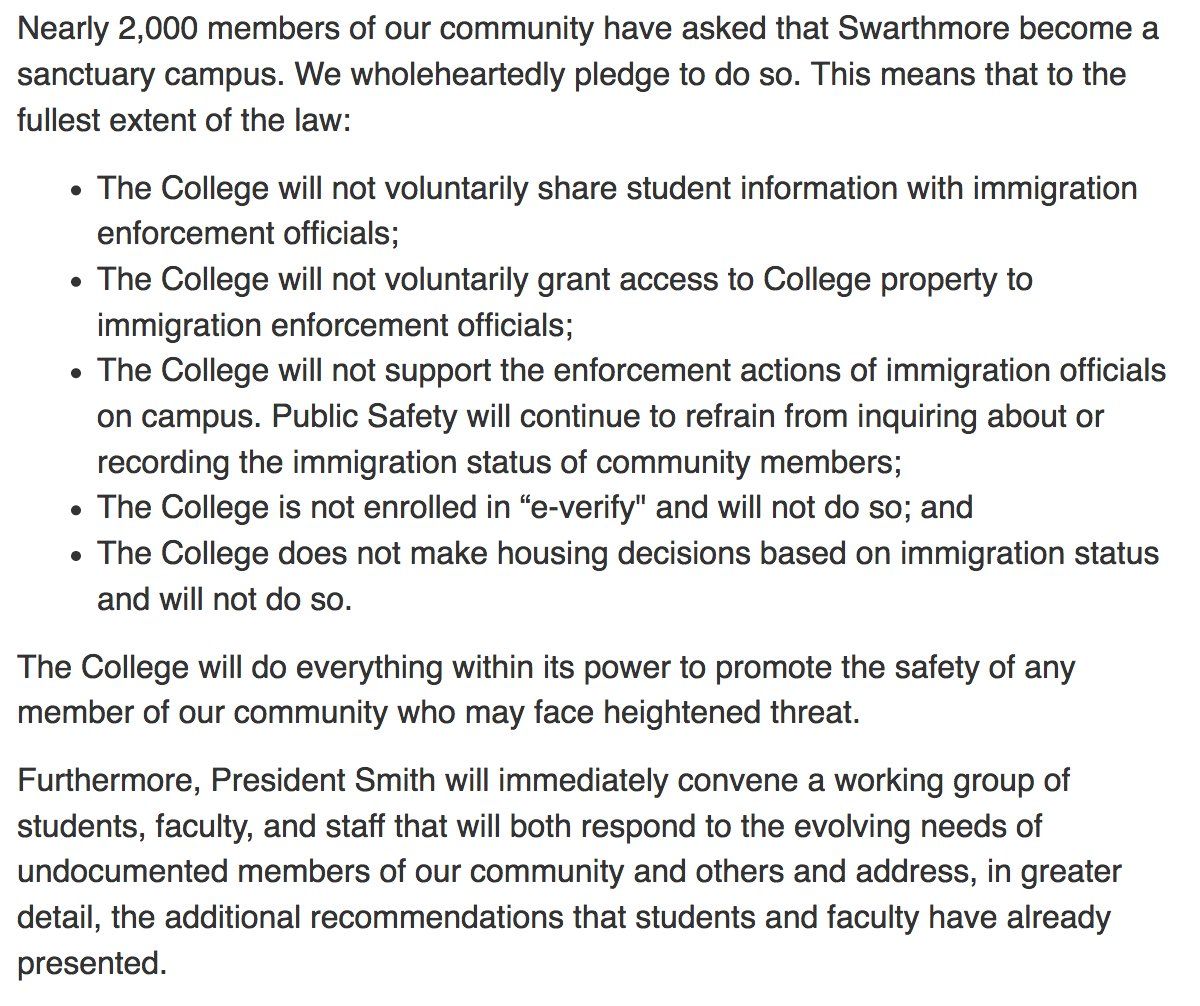 Nearly 2,000 members of our community have asked that Swarthmore become a
sanctuary campus. We wholeheartedly pledge to do so. This means that to the
fullest extent of the law:
• The College will not voluntarily share student information with immigration
enforcement officials;
• The College will not voluntarily grant access to College property to
immigration enforcement officials;
• The College will not support the enforcement actions of immigration officials
on campus. Public Safety will continue to refrain from inquiring about or
recording the immigration status of community members;
• The College is not enrolled in “e-verify" and will not do so; and
• The College does not make housing decisions based on immigration status
and will not do so.
The College will do everything within its power to promote the safety of any
member of our community who may face heightened threat.
Furthermore, President Smith will immediately convene a working group of
students, faculty, and staff that will both respond to the evolving needs of
undocumented members of our community and others and address, in greater
detail, the additional recommendations that students and faculty have already
presented.